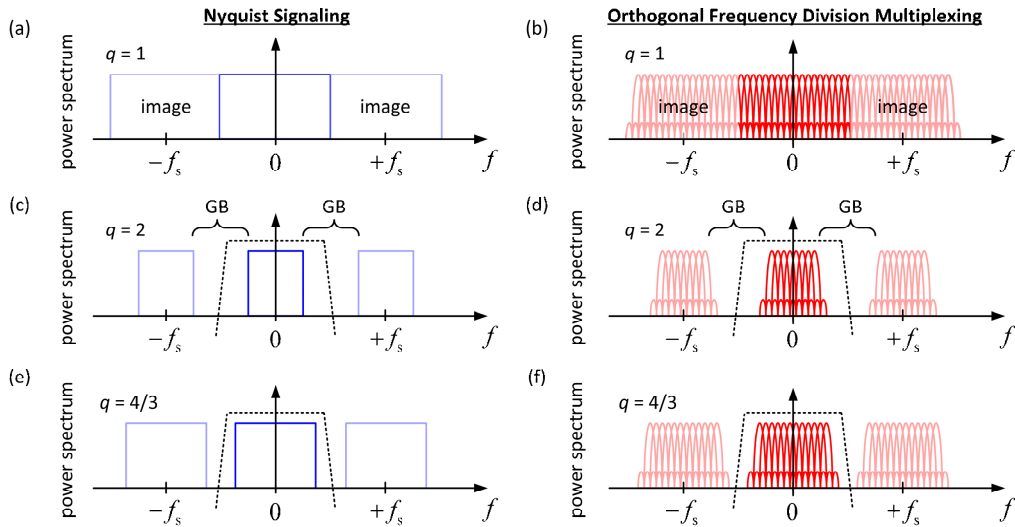 Nyquist Signaling
Orthogonal Frequency Division Multiplexing
(a)
power spectrum
q = 1
image
image
−fs
0
+fs
f
(b)
power spectrum
q = 1
image
image
−fs
0
+fs
f
(c)
power spectrum
q = 2
GB
GB
−fs
0
+fs
f
(d)
power spectrum
q = 2
GB
GB
−fs
0
+fs
f
(e)
power spectrum
q = 4/3
−fs
0
+fs
f
(f)
power spectrum
q = 4/3
−fs
0
+fs
f